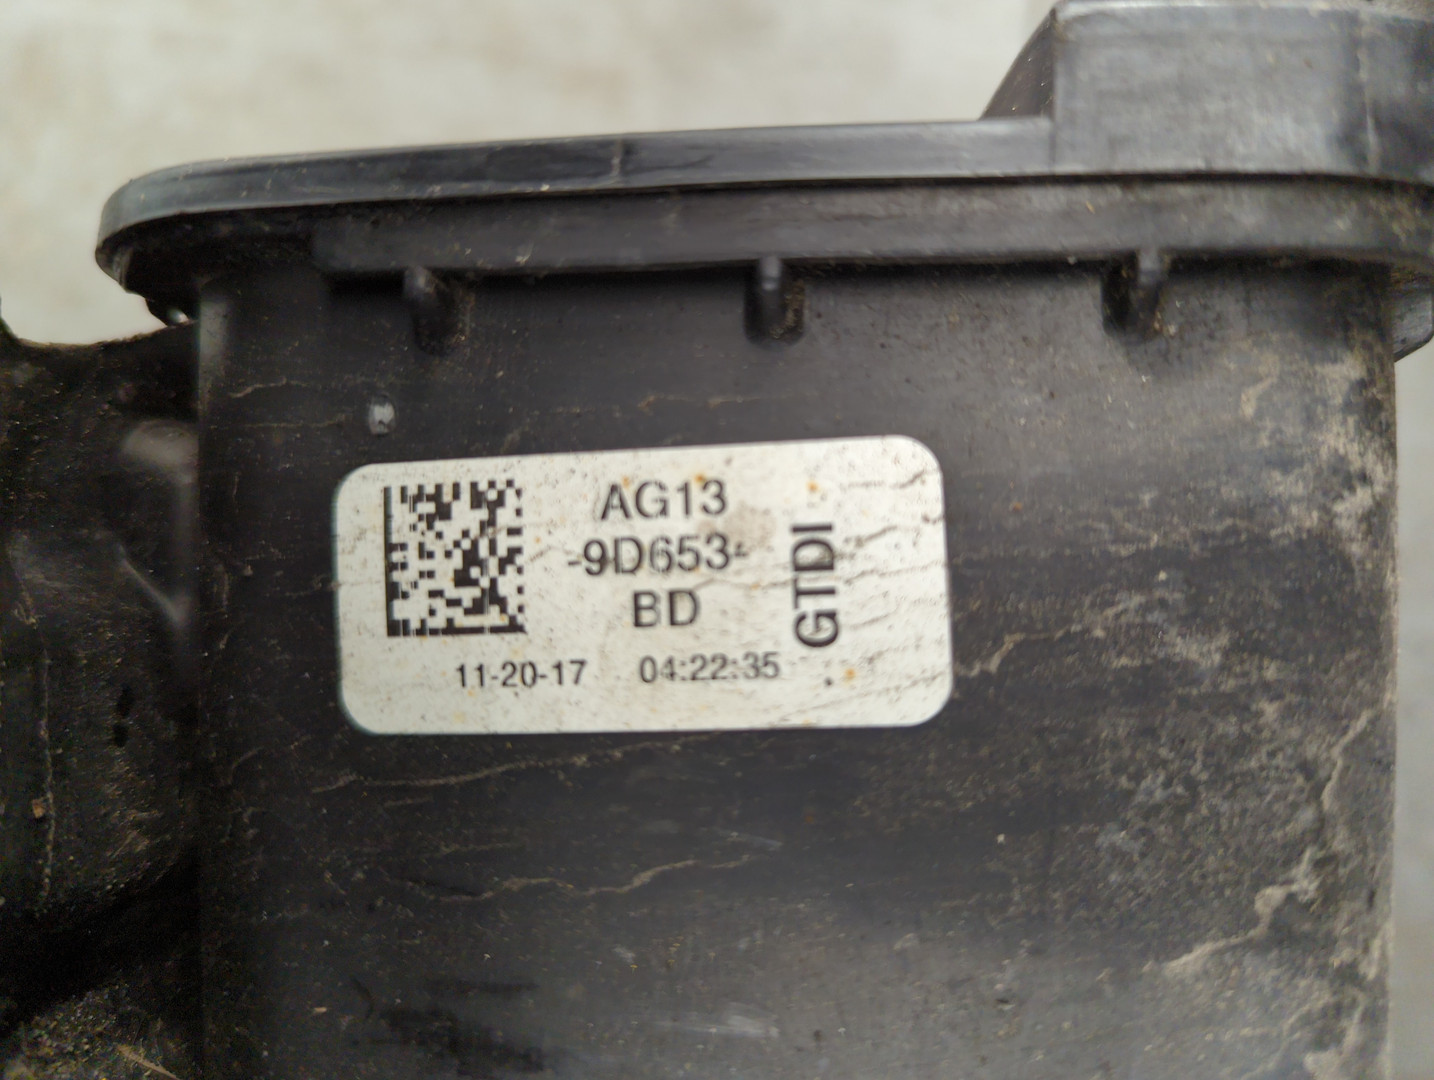 AG13
-9D653-
BD
GTDI
11-20-17 04:22:35